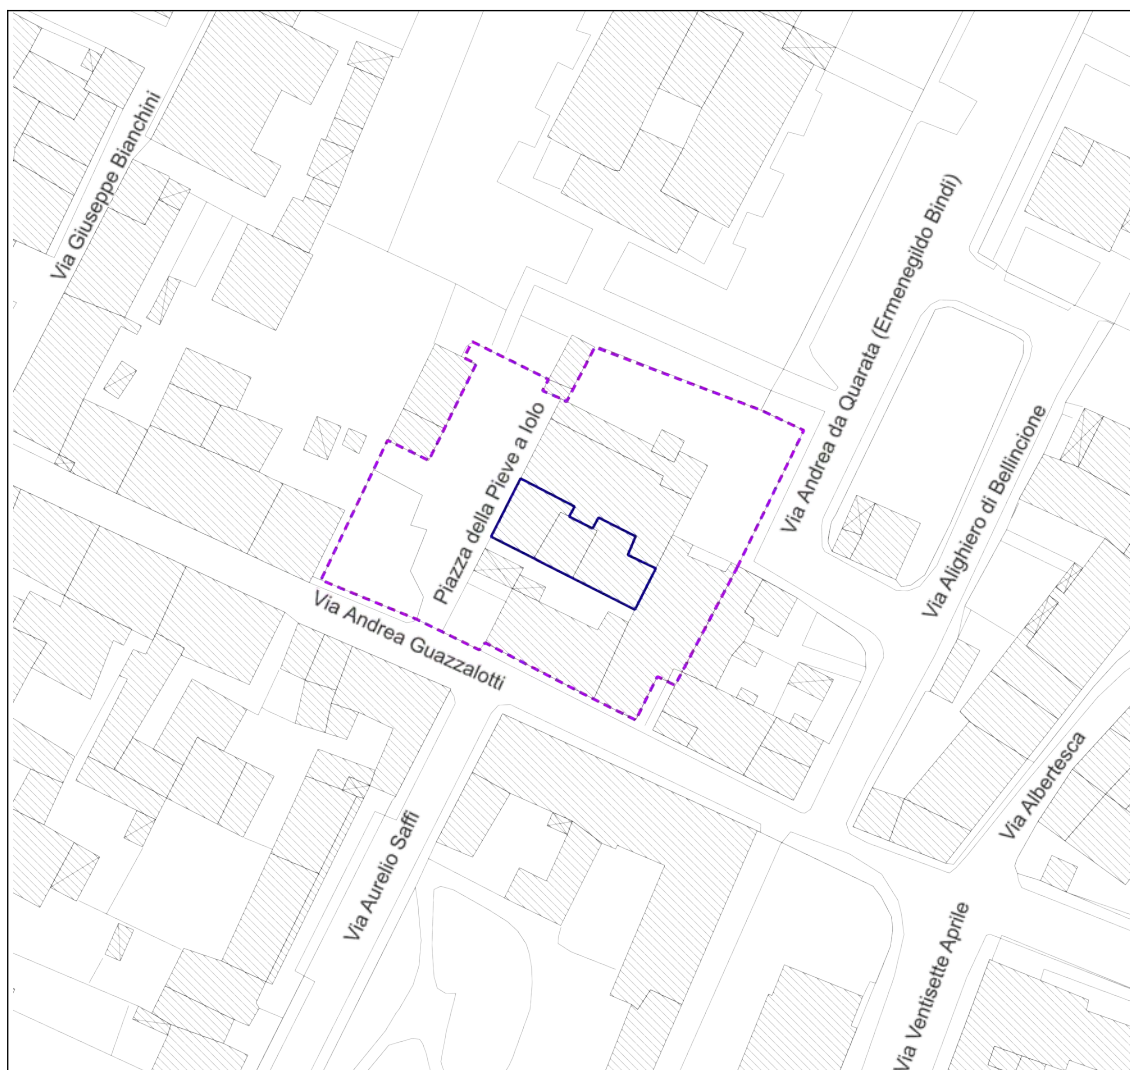 Via Giuseppe Bianchini
Via Andrea da Quarata (Ermenegildo Bindi)
Piazza della Pieve a Iolo
Via Alighiero di Bellincione
Via Andrea Guazzalotti
Via Albertesca
Via Aurelio Saffi
Via Ventisette Aprile